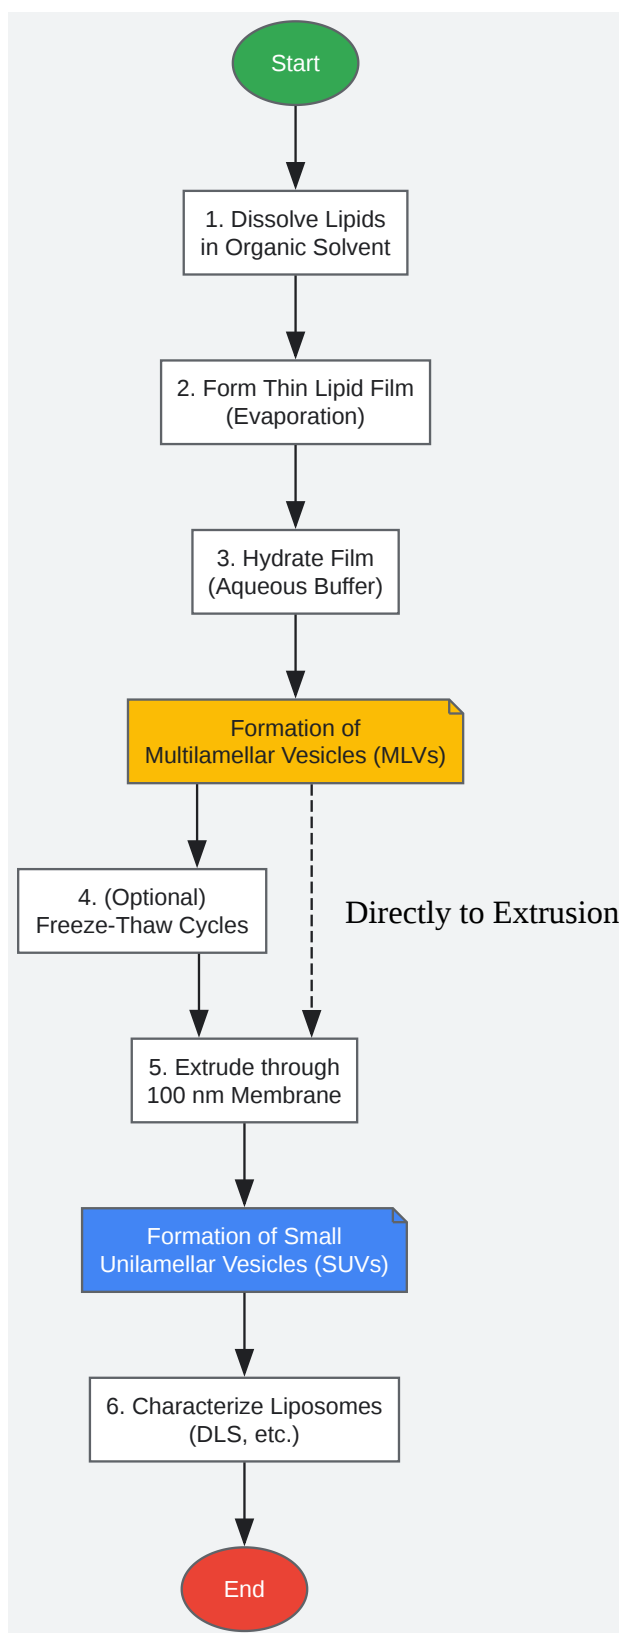 Start
1. Dissolve Lipids
in Organic Solvent
2. Form Thin Lipid Film
(Evaporation)
3. Hydrate Film
(Aqueous Buffer)
Formation of
Multilamellar Vesicles (MLVs)
4. (Optional)
Freeze-Thaw Cycles
Directly to Extrusion
5. Extrude through
100 nm Membrane
Formation of Small
Unilamellar Vesicles (SUVs)
6. Characterize Liposomes
(DLS, etc.)
End